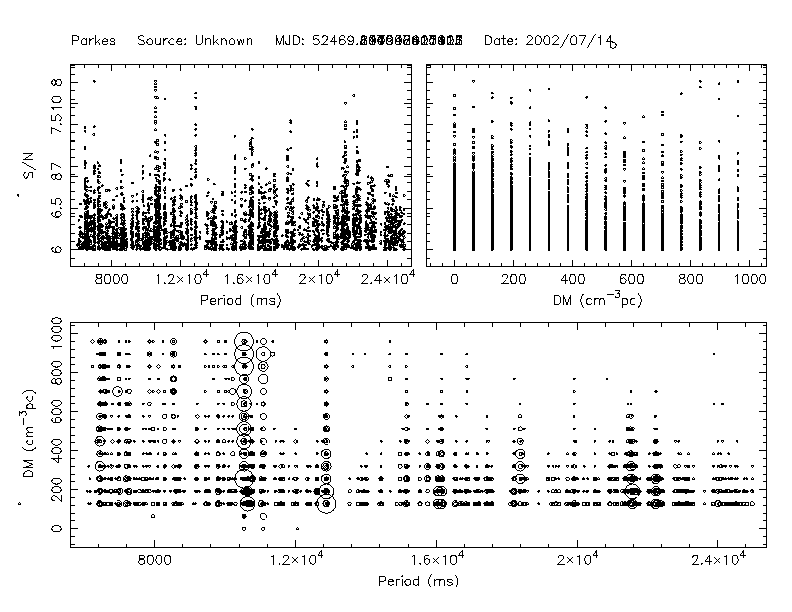 Parkes Source: Unknown MJD: Date: 2002/07/14
S/N
8
7.5 10
8 7
6.5
6
8000 1.2×10⁴ 1.6×10⁴ 2×10⁴ 2.4×10⁴
Period (ms)
0 200 400 600 800 1000
DM (cm⁻³pc)
DM (cm⁻³pc)
1000
800
600
400
200
0
8000 1.2×10⁴ 1.6×10⁴ 2×10⁴ 2.4×10⁴
Period (ms)